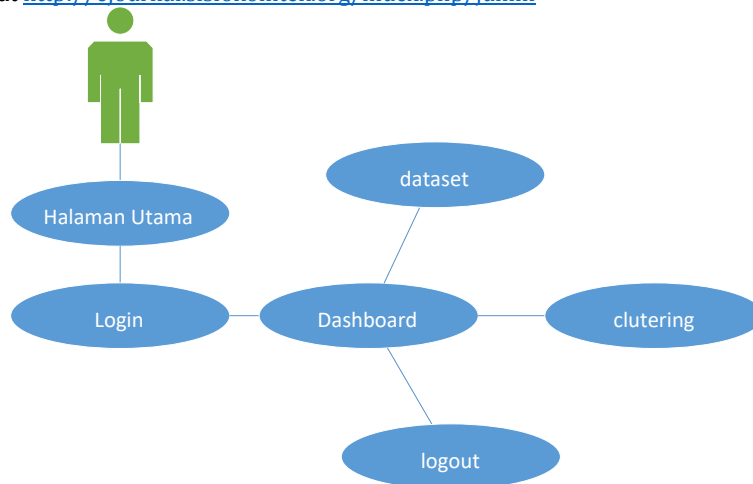 dataset
Halaman Utama
Login
Dashboard
clutering
logout